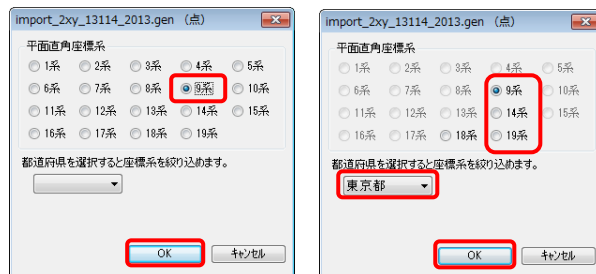 import_2xy_13114_2013.gen （点）
平面直角座標系
1系 2系 3系 4系 5系
6系 7系 8系 9系 10系
11系 12系 13系 14系 15系
16系 17系 18系 19系
都道府県を選択すると座標系を絞り込めます。
OK キャンセル
import_2xy_13114_2013.gen （点）
平面直角座標系
1系 2系 3系 4系 5系
6系 7系 8系 9系 10系
11系 12系 13系 14系 15系
16系 17系 18系 19系
都道府県を選択すると座標系を絞り込めます。
東京都
OK キャンセル